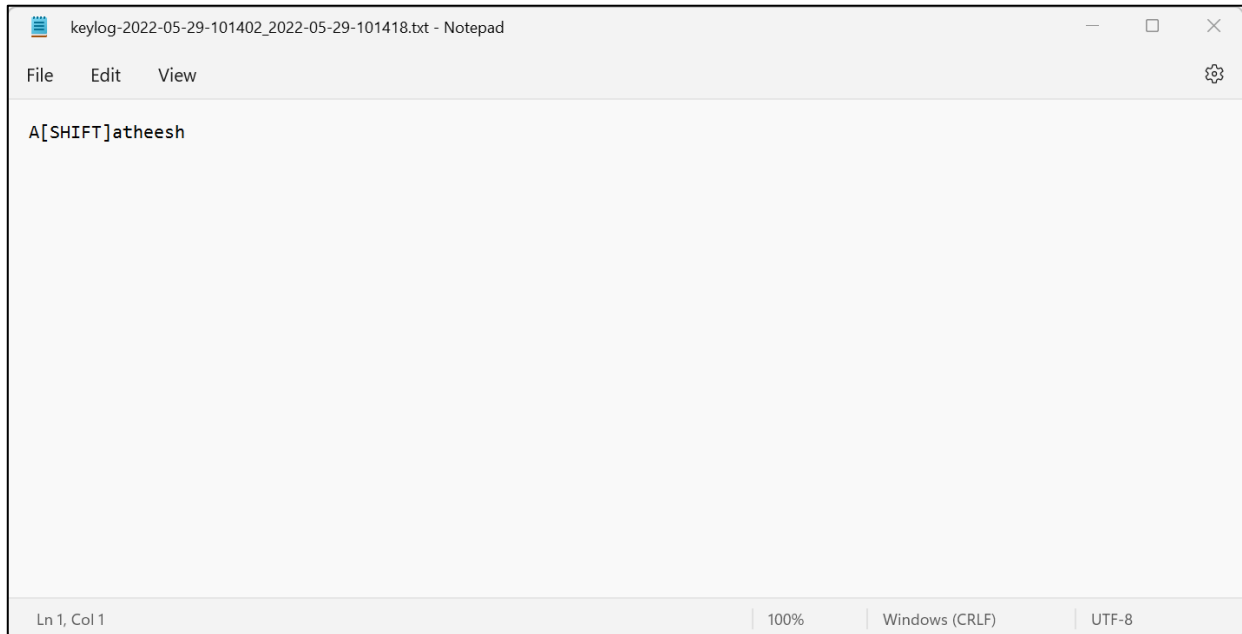 keylog-2022-05-29-101402_2022-05-29-101418.txt - Notepad
File Edit View
A[SHIFT]atheesh
Ln 1, Col 1 100% Windows (CRLF) UTF-8